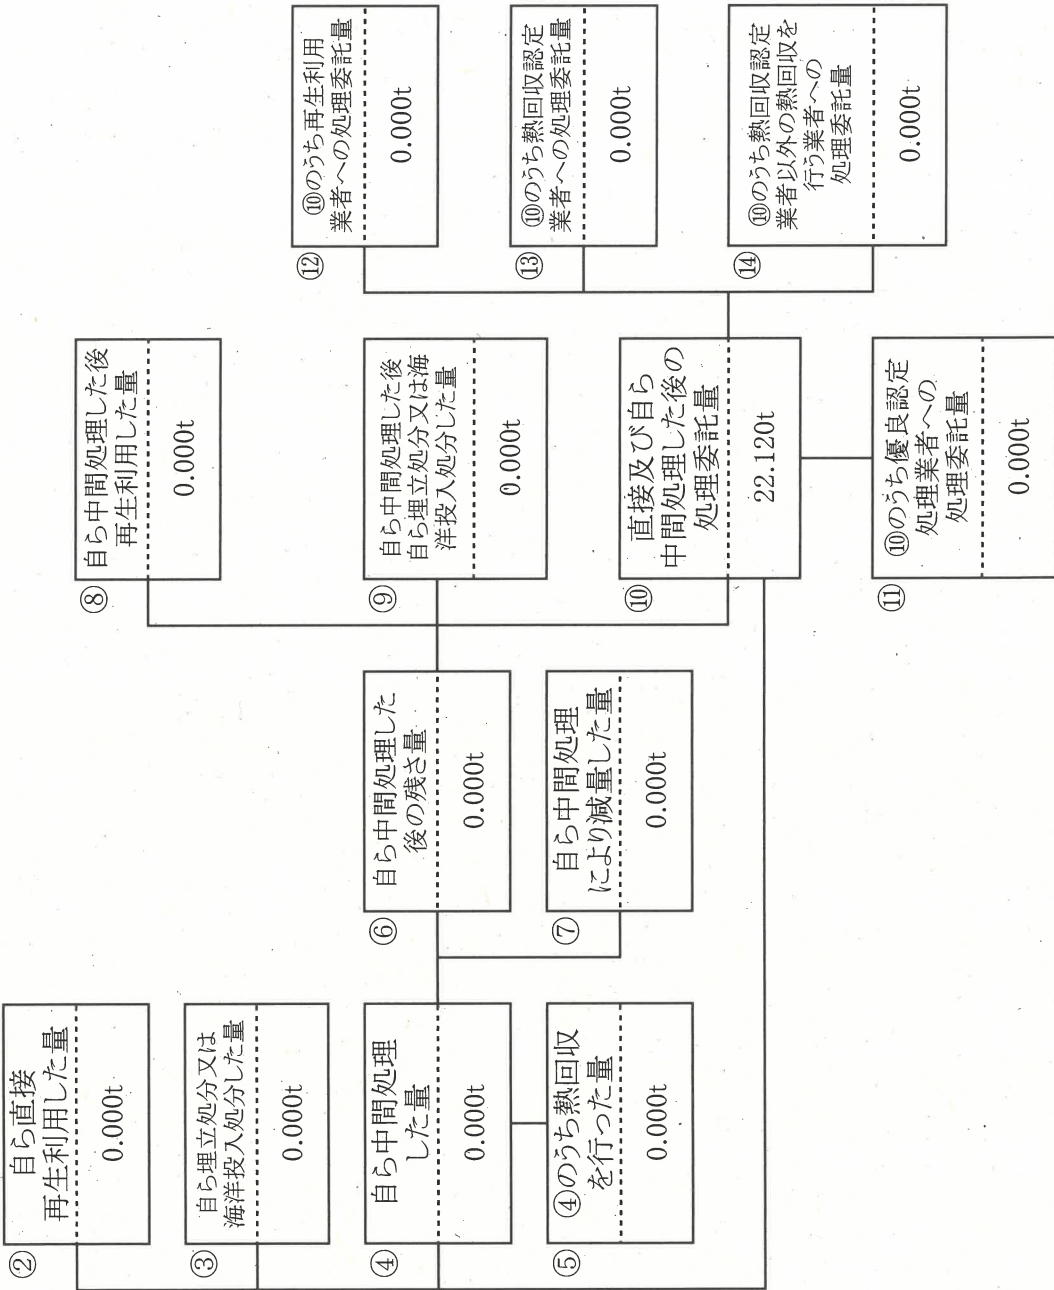 ②
自ら直接
再生利用した量
0.000t
③
自ら埋立処分又は
海洋投入処分した量
0.000t
④
自ら中間処理
した量
0.000t
⑤
④のうち熱回収
を行った量
0.000t
⑥
自ら中間処理した
後の残さ量
0.000t
⑦
自ら中間処理
により減量した量
0.000t
⑧
自ら中間処理した後
再生利用した量
0.000t
⑨
自ら中間処理した後
自ら埋立処分又は海
洋投入処分した量
0.000t
⑩
直接及び自ら
中間処理した後の
処理委託量
22.120t
⑪
⑩のうち優良認定
処理業者への
処理委託量
0.000t
⑫
⑩のうち再生利用
業者への処理委託量
0.000t
⑬
⑩のうち熱回収認定
業者への処理委託量
0.000t
⑭
⑩のうち熱回収認定
業者以外の熱回収を
行う業者への
処理委託量
0.000t